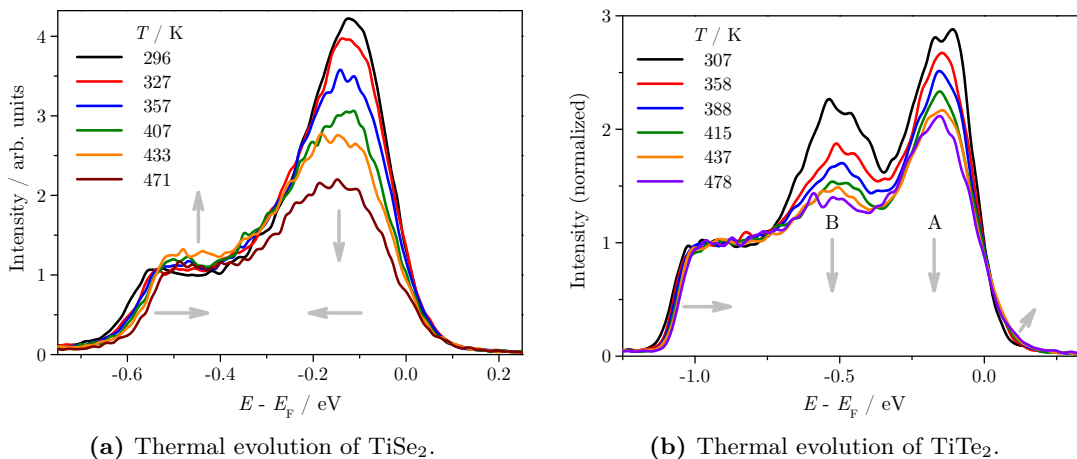 Intensity / arb. units
4
3
2
1
0
T / K
296
327
357
407
433
471
-0.6
-0.4
-0.2
0.0
0.2
E - E_F / eV
(a) Thermal evolution of TiSe₂.
Intensity (normalized)
3
2
1
0
T / K
307
358
388
415
437
478
B
A
-1.0
-0.5
0.0
E - E_F / eV
(b) Thermal evolution of TiTe₂.